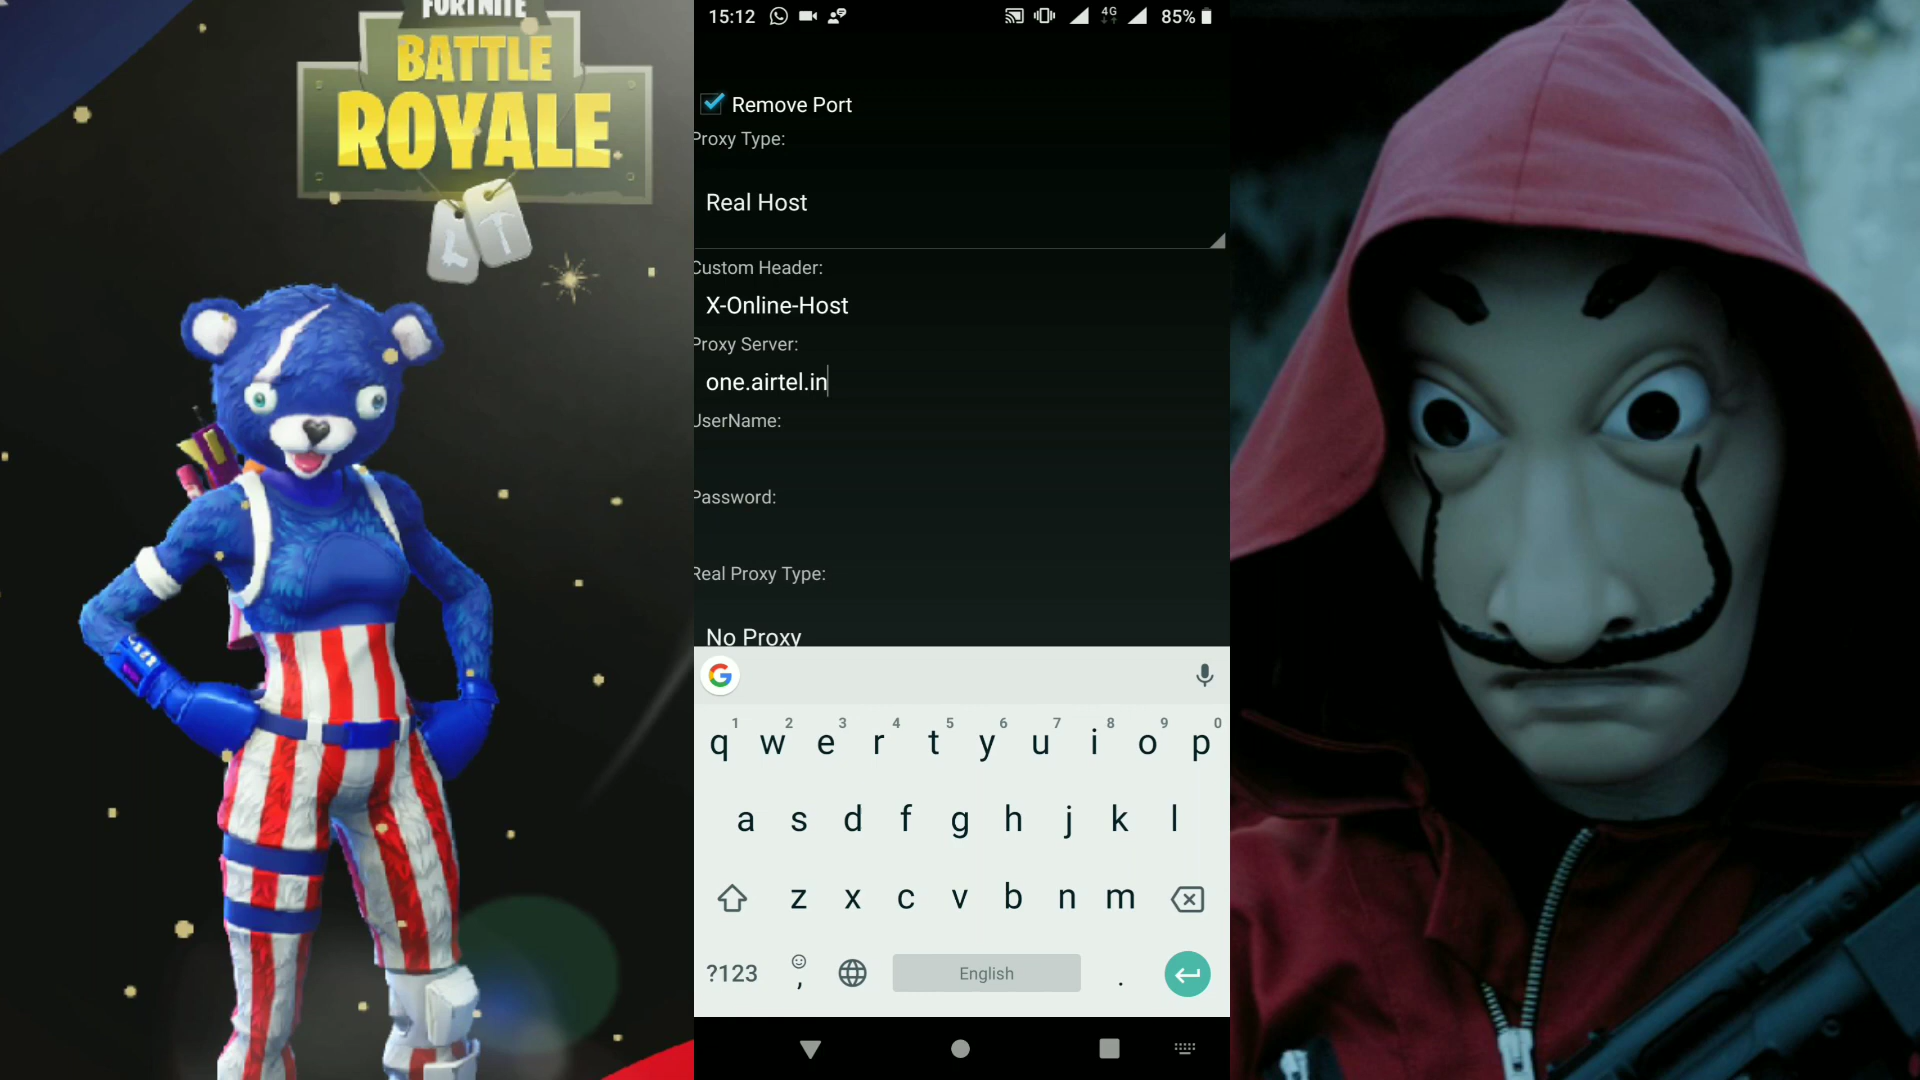 FORTNITE
BATTLE
ROYALE
15:12 4G 85%
Remove Port
Proxy Type:
Real Host
Custom Header:
X-Online-Host
Proxy Server:
one.airtel.in
UserName:
Password:
Real Proxy Type:
No Proxy
G
1 2 3 4 5 6 7 8 9 0
q w e r t y u i o p
a s d f g h j k l
z x c v b n m
?123 , English .